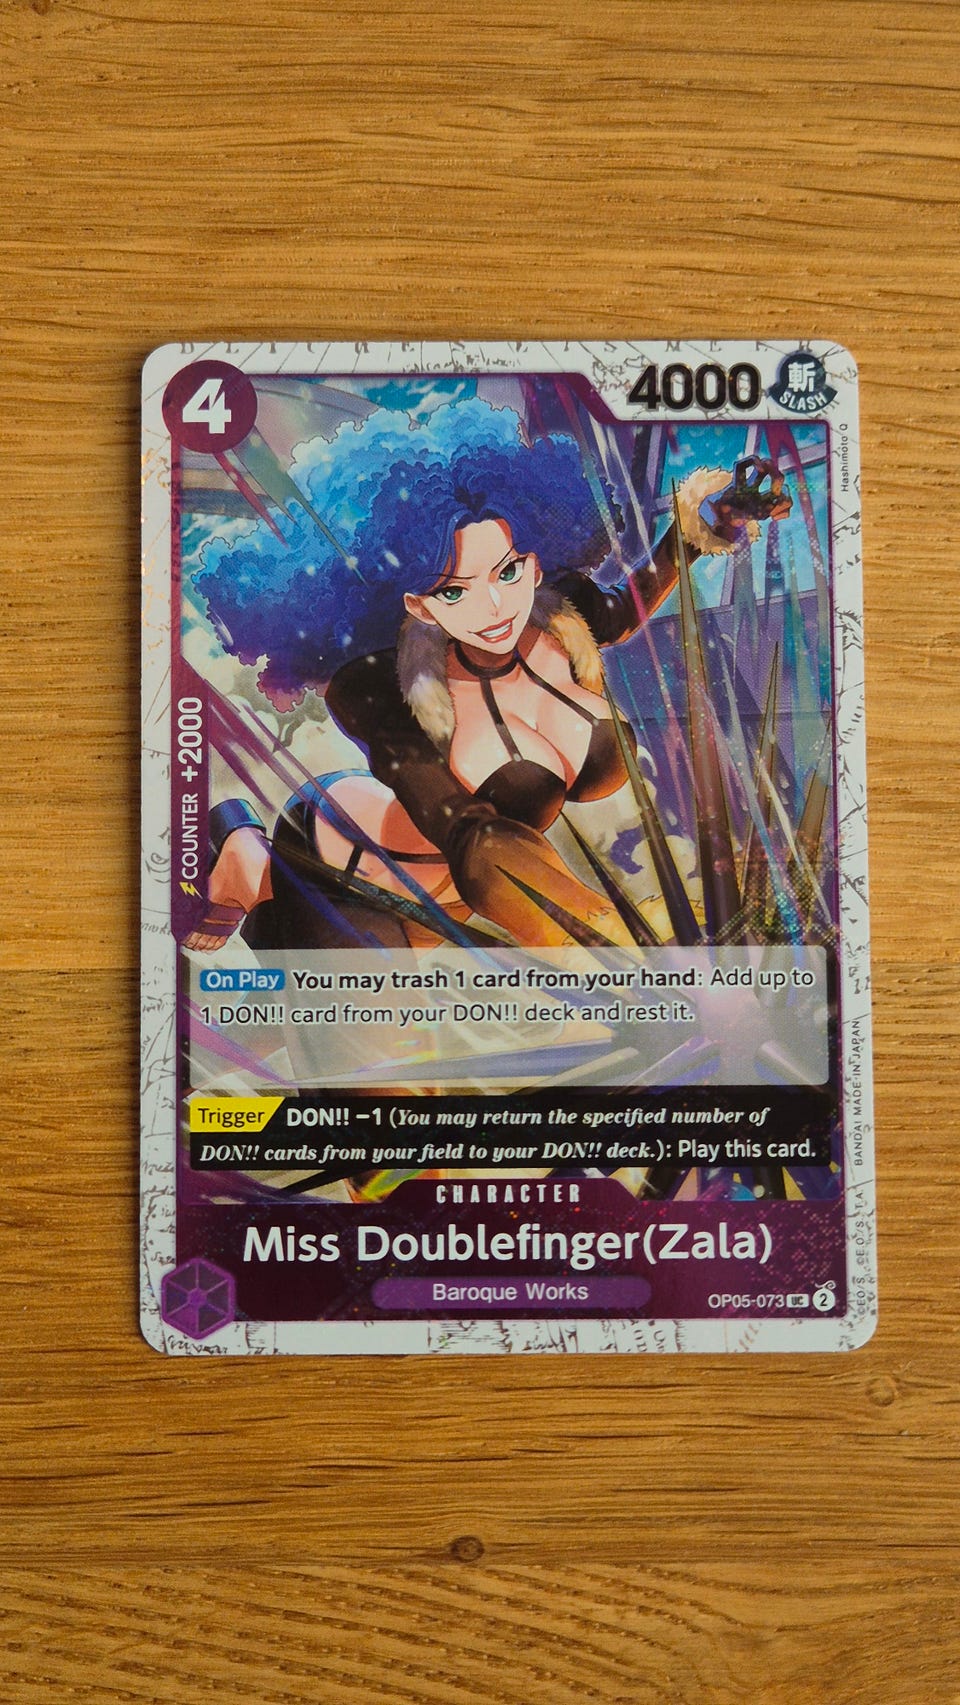 4
4000
斬
SLASH
Hashimoto Q
COUNTER +2000
On Play You may trash 1 card from your hand: Add up to
1 DON!! card from your DON!! deck and rest it.
Trigger DON!! −1 (You may return the specified number of
DON!! cards from your field to your DON!! deck.): Play this card.
CHARACTER
Miss Doublefinger(Zala)
Baroque Works
OP05-073 UC 2
©E.O./S. ©E.O./S.,T.A. BANDAI MADE IN JAPAN